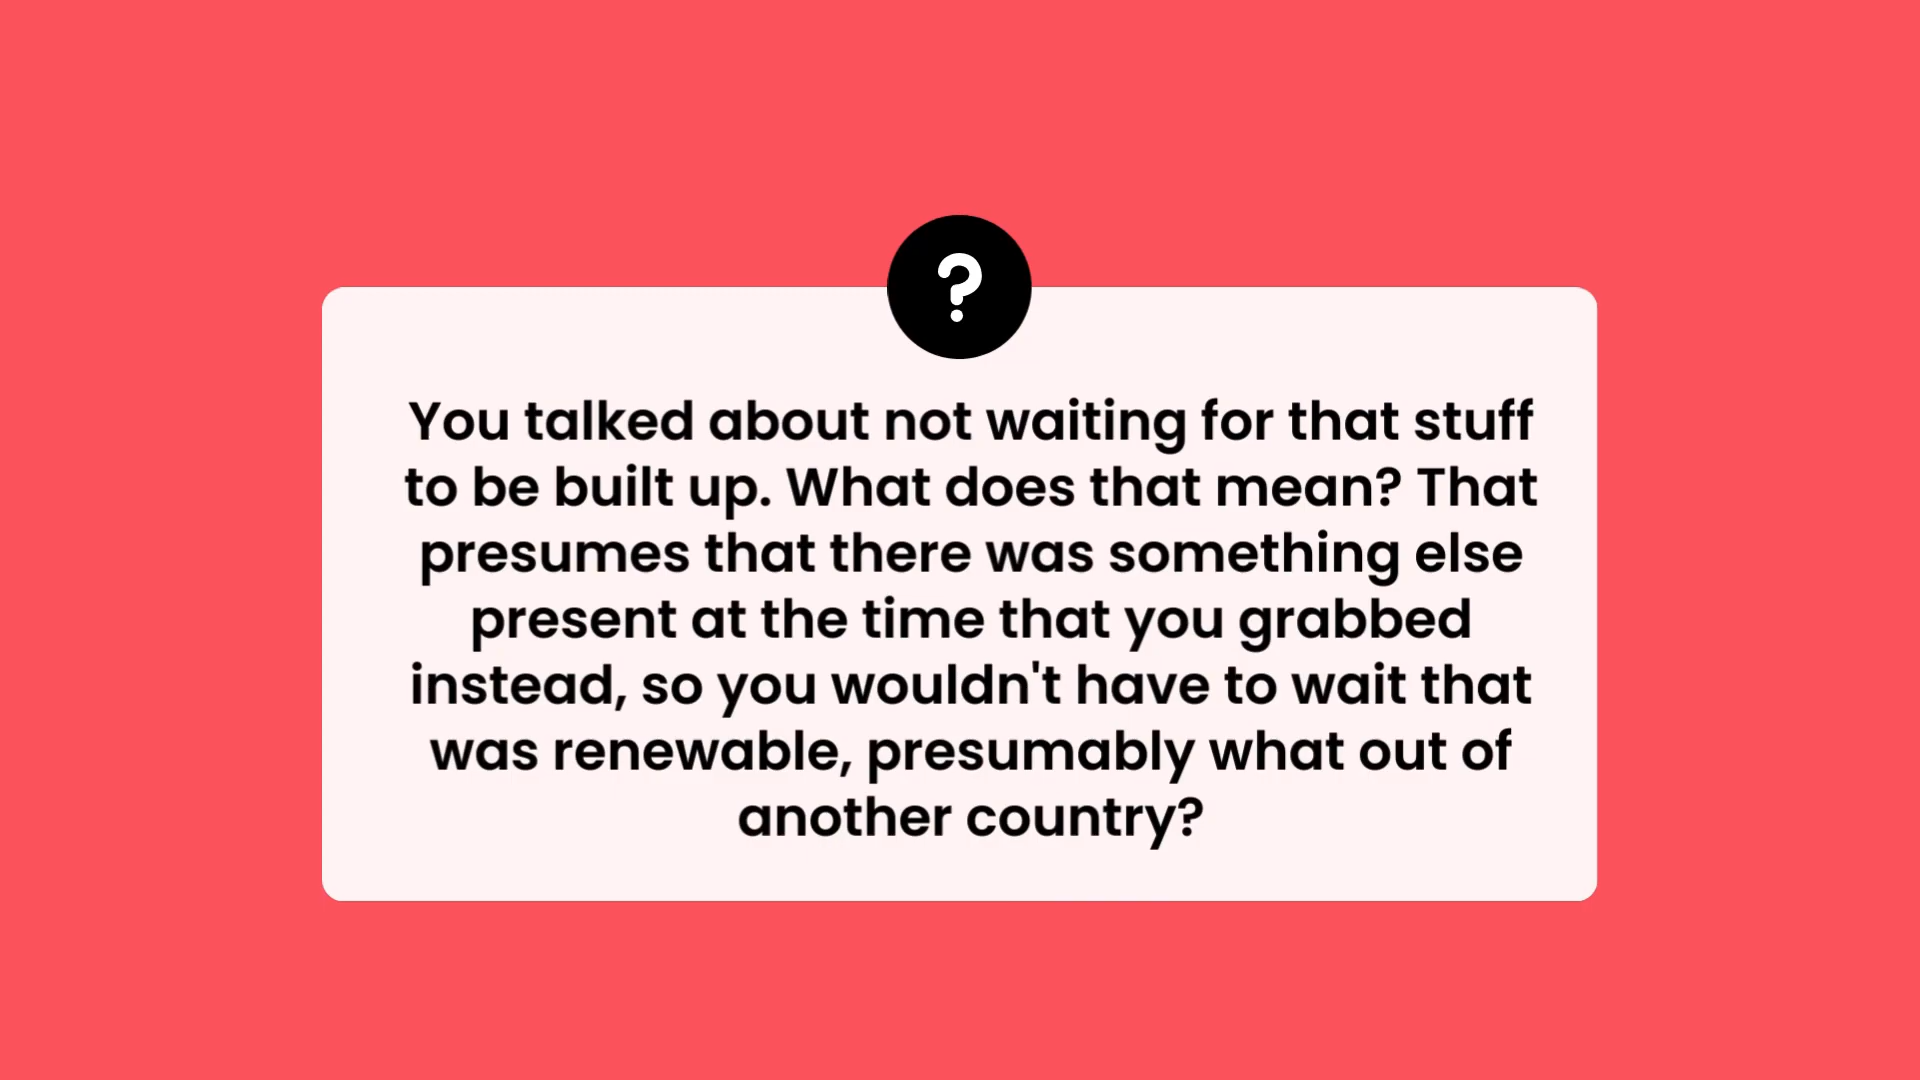 ?
You talked about not waiting for that stuff
to be built up. What does that mean? That
presumes that there was something else
present at the time that you grabbed
instead, so you wouldn't have to wait that
was renewable, presumably what out of
another country?